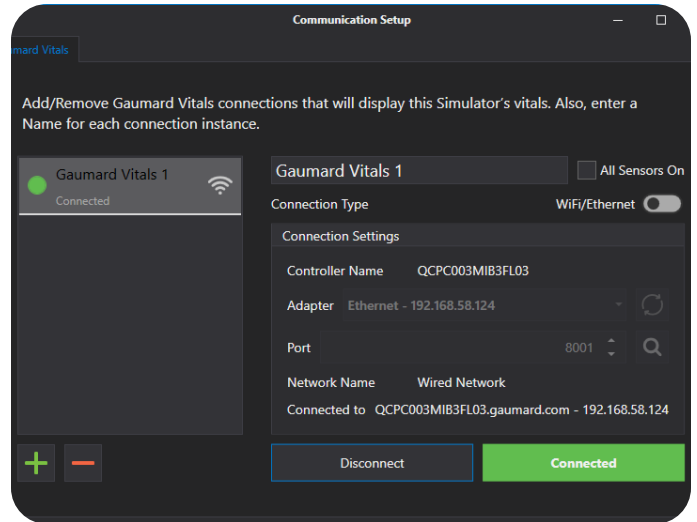 Communication Setup
mard Vitals
Add/Remove Gaumard Vitals connections that will display this Simulator's vitals. Also, enter a
Name for each connection instance.
Gaumard Vitals 1
Connected
Gaumard Vitals 1
All Sensors On
Connection Type
WiFi/Ethernet
Connection Settings
Controller Name QCPC003MIB3FL03
Adapter Ethernet - 192.168.58.124
Port 8001
Network Name Wired Network
Connected to QCPC003MIB3FL03.gaumard.com - 192.168.58.124
Disconnect
Connected